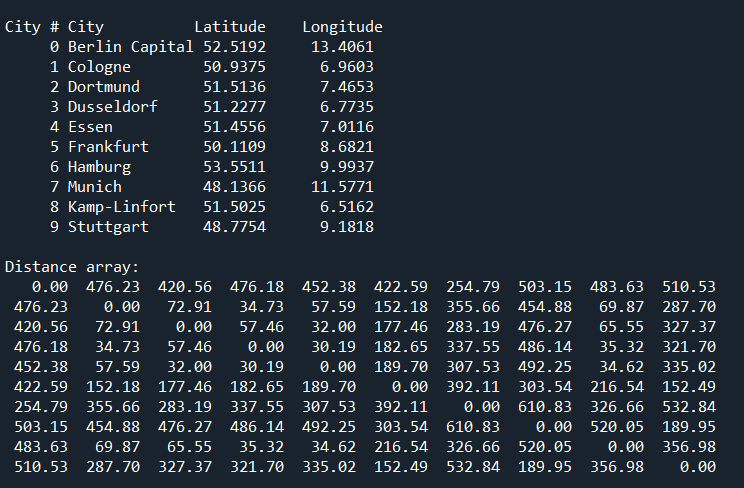 City # City          Latitude    Longitude
     0 Berlin Capital 52.5192     13.4061
     1 Cologne        50.9375      6.9603
     2 Dortmund       51.5136      7.4653
     3 Dusseldorf     51.2277      6.7735
     4 Essen          51.4556      7.0116
     5 Frankfurt      50.1109      8.6821
     6 Hamburg        53.5511      9.9937
     7 Munich         48.1366     11.5771
     8 Kamp-Linfort   51.5025      6.5162
     9 Stuttgart      48.7754      9.1818
Distance array:
   0.00  476.23  420.56  476.18  452.38  422.59  254.79  503.15  483.63  510.53
 476.23    0.00   72.91   34.73   57.59  152.18  355.66  454.88   69.87  287.70
 420.56   72.91    0.00   57.46   32.00  177.46  283.19  476.27   65.55  327.37
 476.18   34.73   57.46    0.00   30.19  182.65  337.55  486.14   35.32  321.70
 452.38   57.59   32.00   30.19    0.00  189.70  307.53  492.25   34.62  335.02
 422.59  152.18  177.46  182.65  189.70    0.00  392.11  303.54  216.54  152.49
 254.79  355.66  283.19  337.55  307.53  392.11    0.00  610.83  326.66  532.84
 503.15  454.88  476.27  486.14  492.25  303.54  610.83    0.00  520.05  189.95
 483.63   69.87   65.55   35.32   34.62  216.54  326.66  520.05    0.00  356.98
 510.53  287.70  327.37  321.70  335.02  152.49  532.84  189.95  356.98    0.00